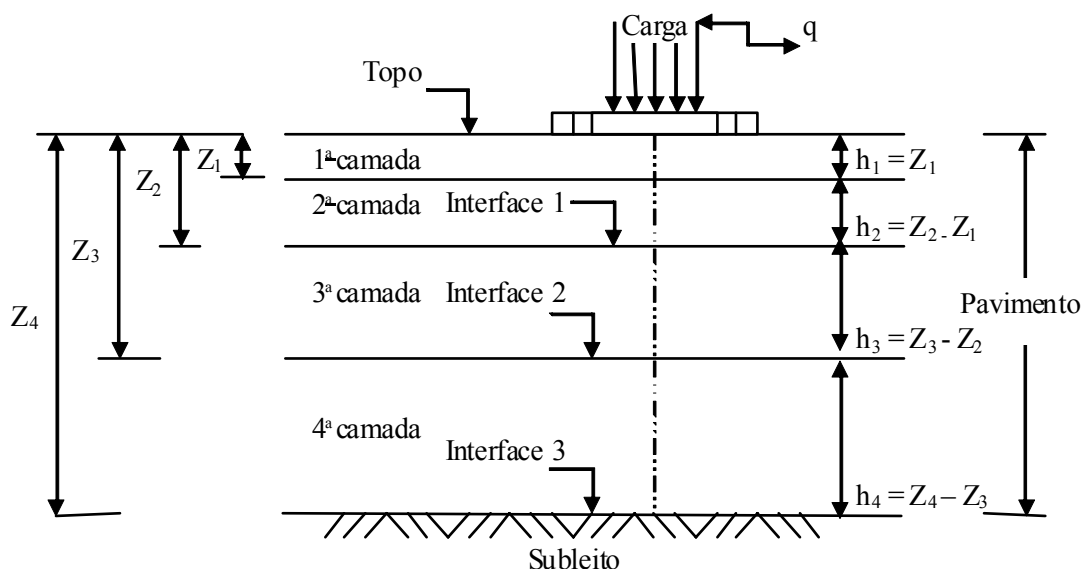 Carga
q
Topo
Z₁
1ª camada
h₁ = Z₁
Z₂
2ª camada
Interface 1
h₂ = Z₂ - Z₁
Z₃
3ª camada
Interface 2
Z₄
Pavimento
h₃ = Z₃ - Z₂
4ª camada
Interface 3
h₄ = Z₄ – Z₃
Subleito